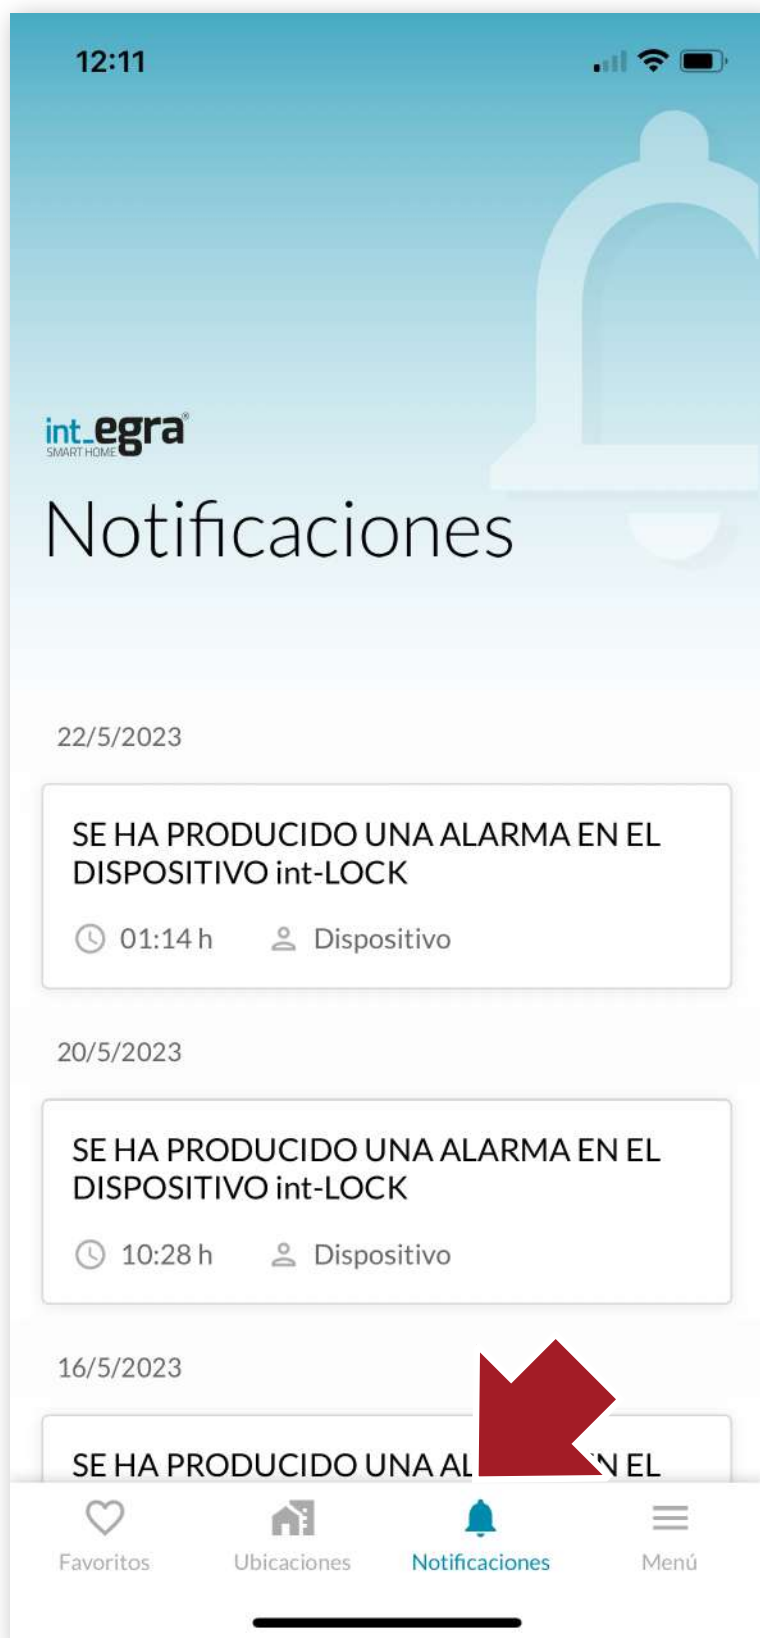 12:11
int_egra®
SMART HOME
Notificaciones
22/5/2023
SE HA PRODUCIDO UNA ALARMA EN EL
DISPOSITIVO int-LOCK
01:14 h Dispositivo
20/5/2023
SE HA PRODUCIDO UNA ALARMA EN EL
DISPOSITIVO int-LOCK
10:28 h Dispositivo
16/5/2023
SE HA PRODUCIDO UNA AL N EL
Favoritos Ubicaciones Notificaciones Menú